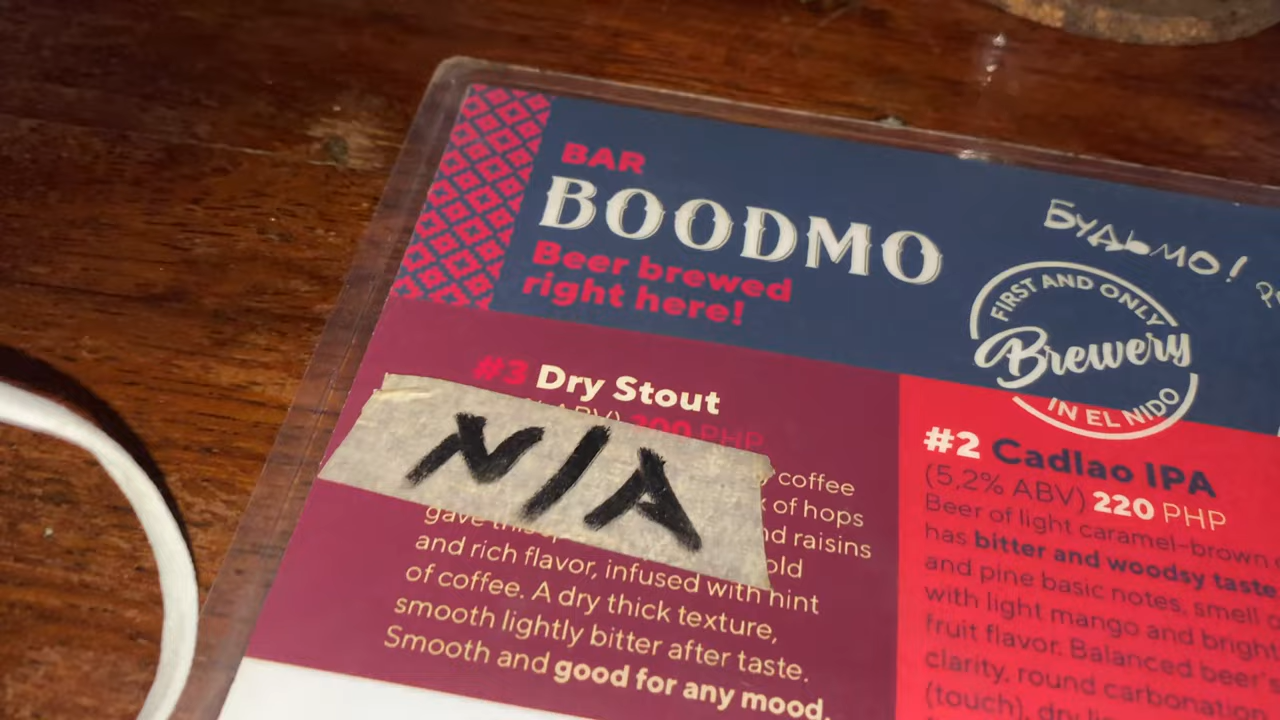 BAR
BOODMO
Beer brewed
right here!
БУДЬМО!
FIRST AND ONLY
Brewery
IN EL NIDO
#3 Dry Stout
ABV) 200 PHP
N/A
coffee
of hops
raisins
and rich flavor, infused with hint
of coffee. A dry thick texture,
smooth lightly bitter after taste.
Smooth and good for any mood.
#2 Cadlao IPA
(5,2% ABV) 220 PHP
Beer of light caramel-brown
has bitter and woodsy taste
and pine basic notes, smell
with light mango and bright
fruit flavor. Balanced beer's
clarity, round carbonation
(touch), dry